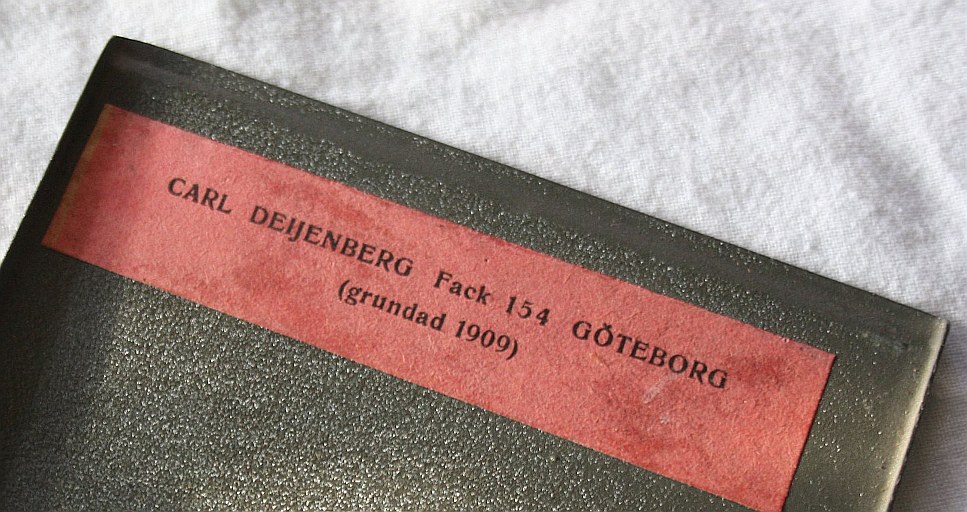 CARL DEIJENBERG Fack 154 GÖTEBORG
(grundad 1909)